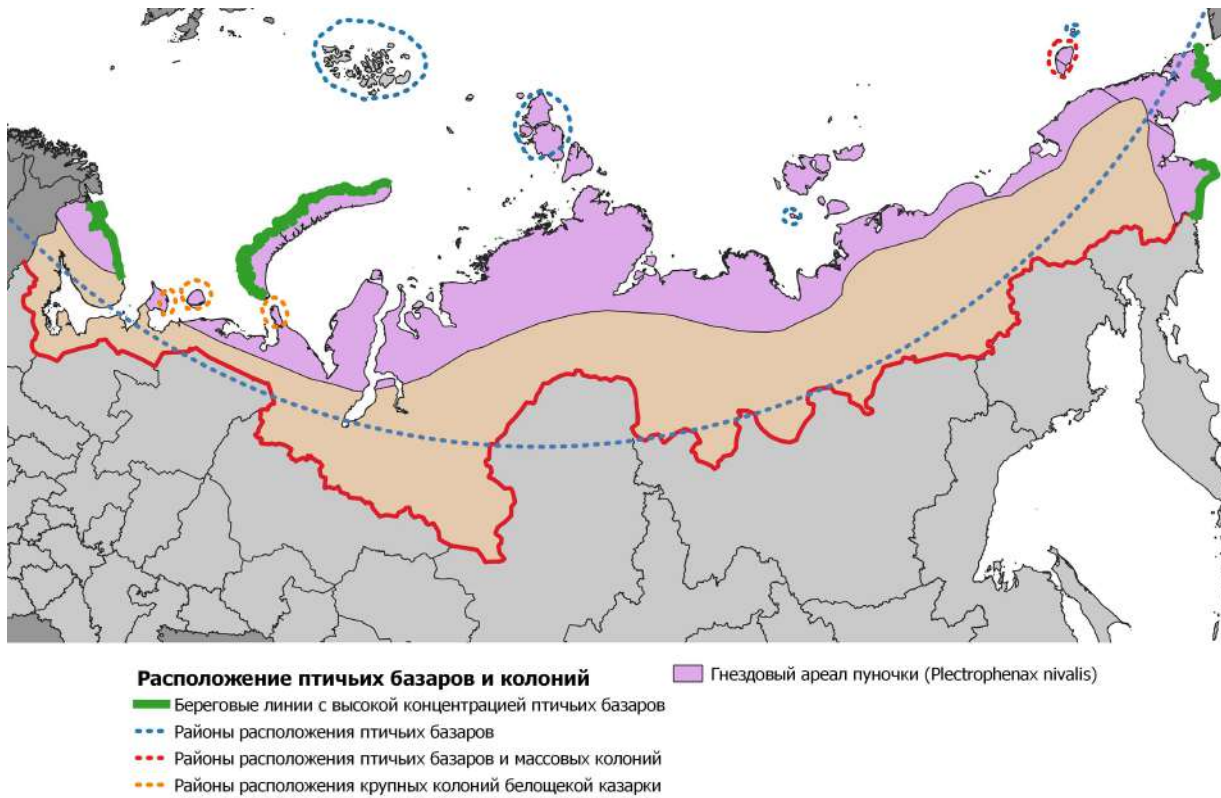 Расположение птичьих базаров и колоний
Береговые линии с высокой концентрацией птичьих базаров
Районы расположения птичьих базаров
Районы расположения птичьих базаров и массовых колоний
Районы расположения крупных колоний белощекой казарки
Гнездовый ареал пуночки (Plectrophenax nivalis)